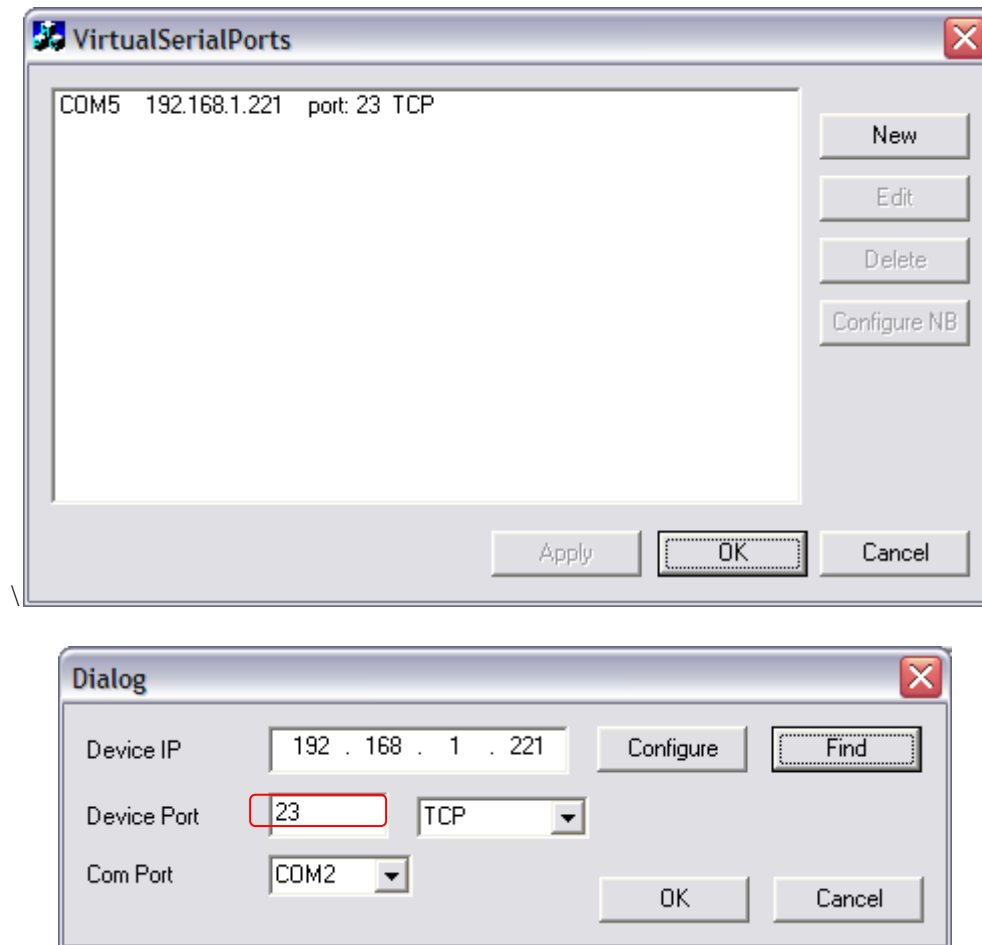 VirtualSerialPorts
COM5 192.168.1.221 port: 23 TCP
New
Edit
Delete
Configure NB
Apply OK Cancel
\
Dialog
Device IP 192 . 168 . 1 . 221 Configure Find
Device Port 23 TCP
Com Port COM2
OK Cancel